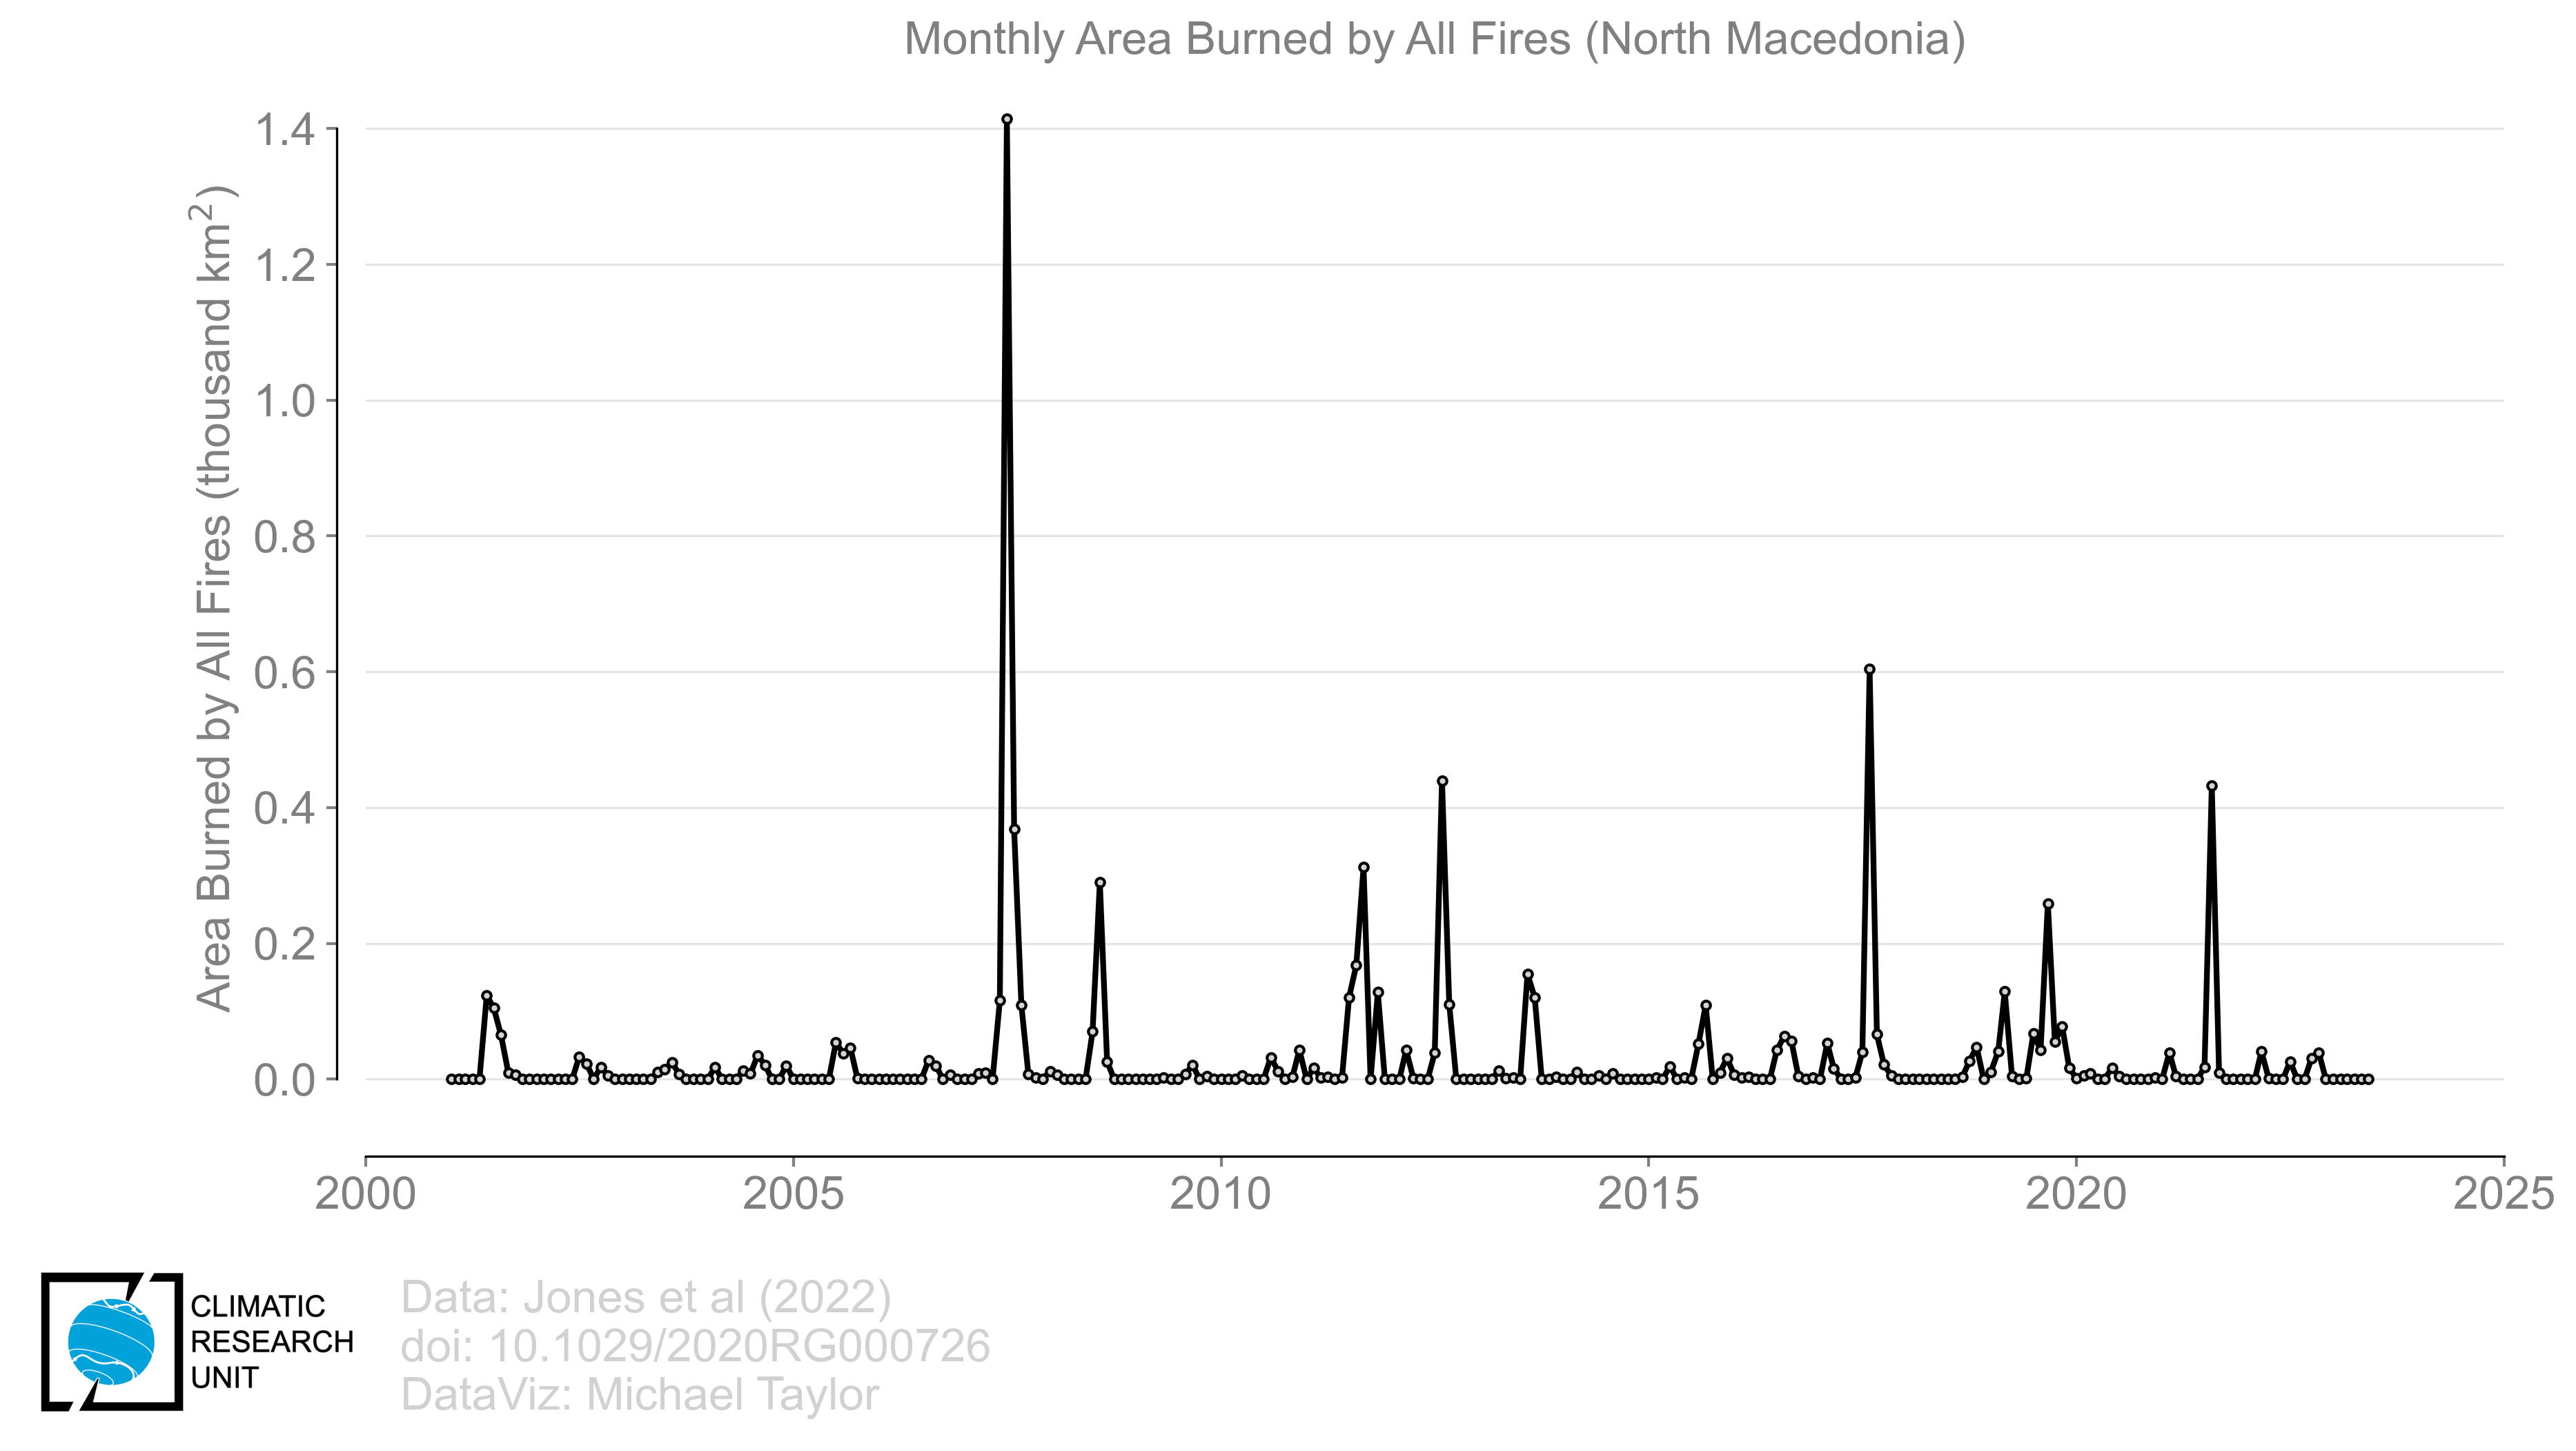 Monthly Area Burned by All Fires (North Macedonia)
Area Burned by All Fires (thousand km²)
1.4
1.2
1.0
0.8
0.6
0.4
0.2
0.0
2000 2005 2010 2015 2020 2025
CLIMATIC
RESEARCH
UNIT
Data: Jones et al (2022)
doi: 10.1029/2020RG000726
DataViz: Michael Taylor